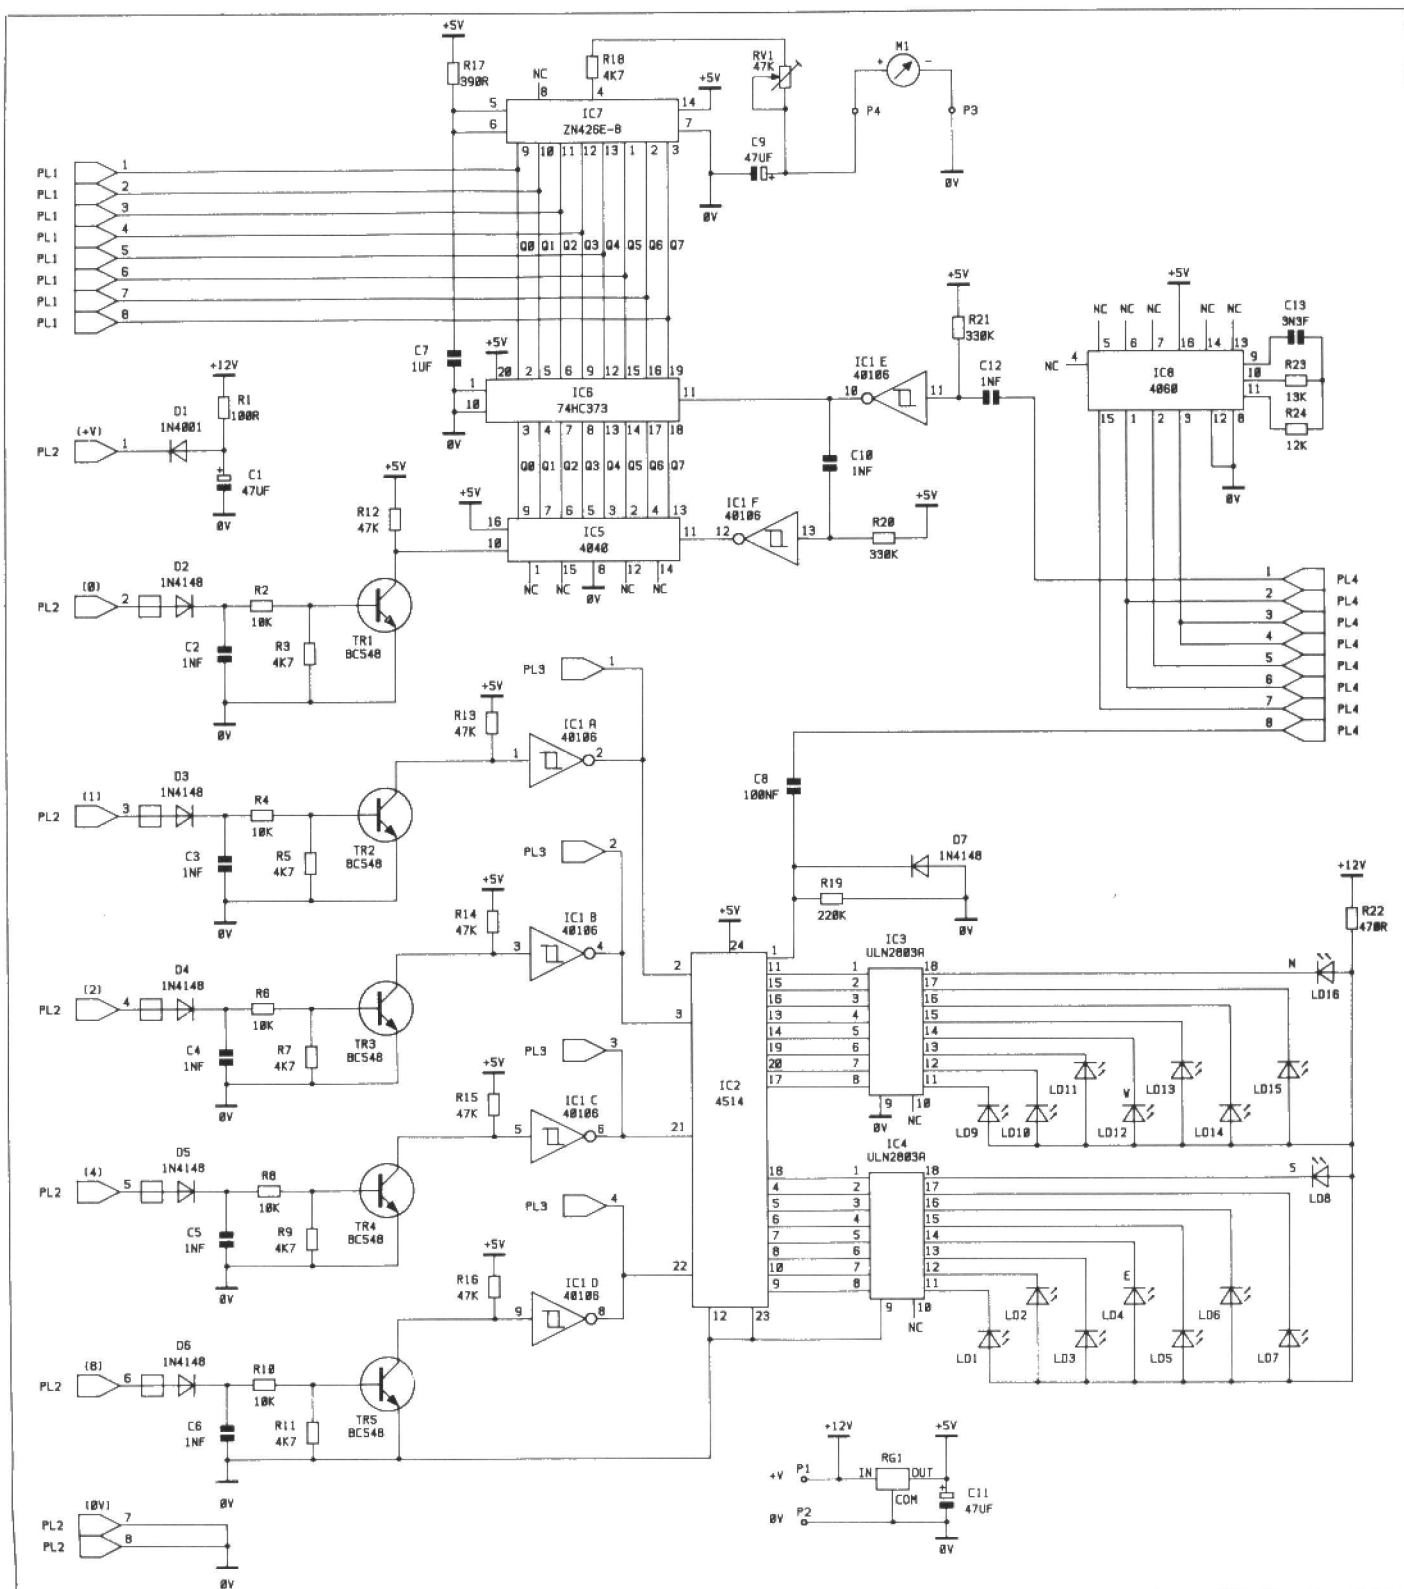 +5V
R17
390R
NC
8
R18
4K7
4
RV1
47K
M1
+
-
+5V
5
6
IC7
ZN426E-8
14
7
P4
P3
9 10 11 12 13 1 2 3
C9
47UF
+
0V
0V
PL1 1
PL1 2
PL1 3
PL1 4
PL1 5
PL1 6
PL1 7
PL1 8
Q0 Q1 Q2 Q3 Q4 Q5 Q6 Q7
+5V
R21
330K
+5V
NC NC NC NC NC
C13
3N3F
5 6 7 16 14 13
4
NC
IC8
4060
9
10
11
R23
13K
R24
12K
15 1 2 3 12 8
0V
C7
1UF
+5V
20
2 5 6 9 12 15 16 19
1
10
IC6
74HC373
11
0V
3 4 7 8 13 14 17 18
IC1 E
40106
10
11
C12
1NF
+12V
R1
100R
D1
1N4001
(+V)
PL2
1
+
C1
47UF
0V
Q0 Q1 Q2 Q3 Q4 Q5 Q6 Q7
C10
1NF
+5V
R12
47K
+5V
16
10
9 7 6 5 3 2 4 13
IC5
4040
11
1 15 8 12 14
NC NC 0V NC NC
IC1 F
40106
12
13
R20
330K
+5V
D2
1N4148
(0)
PL2
2
R2
10K
C2
1NF
R3
4K7
TR1
BC548
0V
1 PL4
2 PL4
3 PL4
4 PL4
5 PL4
6 PL4
7 PL4
8 PL4
PL3
1
+5V
R13
47K
IC1 A
40106
1
2
D3
1N4148
(1)
PL2
3
R4
10K
C3
1NF
R5
4K7
TR2
BC548
0V
C8
100NF
PL3
2
D7
1N4148
R19
220K
0V
+12V
R22
470R
+5V
R14
47K
IC1 B
40106
3
4
+5V
24
D4
1N4148
(2)
PL2
4
R6
10K
C4
1NF
R7
4K7
TR3
BC548
0V
PL3
3
2
3
21
22
IC2
4514
1
11
15
16
13
14
19
20
17
1
2
3
4
5
6
7
8
IC3
ULN2803A
18
17
16
15
14
13
12
11
9
10
0V
NC
N
LD16
LD11
W
LD13
LD15
LD9
LD10
LD12
LD14
+5V
R15
47K
IC1 C
40106
5
6
D5
1N4148
(4)
PL2
5
R8
10K
C5
1NF
R9
4K7
TR4
BC548
0V
PL3
4
18
4
5
6
7
8
10
9
12
23
IC4
ULN2803A
1
2
3
4
5
6
7
8
18
17
16
15
14
13
12
11
9
10
NC
S
LD8
LD2
E
LD4
LD6
LD1
LD3
LD5
LD7
+5V
R16
47K
IC1 D
40106
9
8
D6
1N4148
(8)
PL2
6
R10
10K
C6
1NF
R11
4K7
TR5
BC548
0V
+12V
+5V
+V
P1
IN
RG1
OUT
COM
+
C11
47UF
0V
P2
0V
(0V)
PL2
7
PL2
8
0V